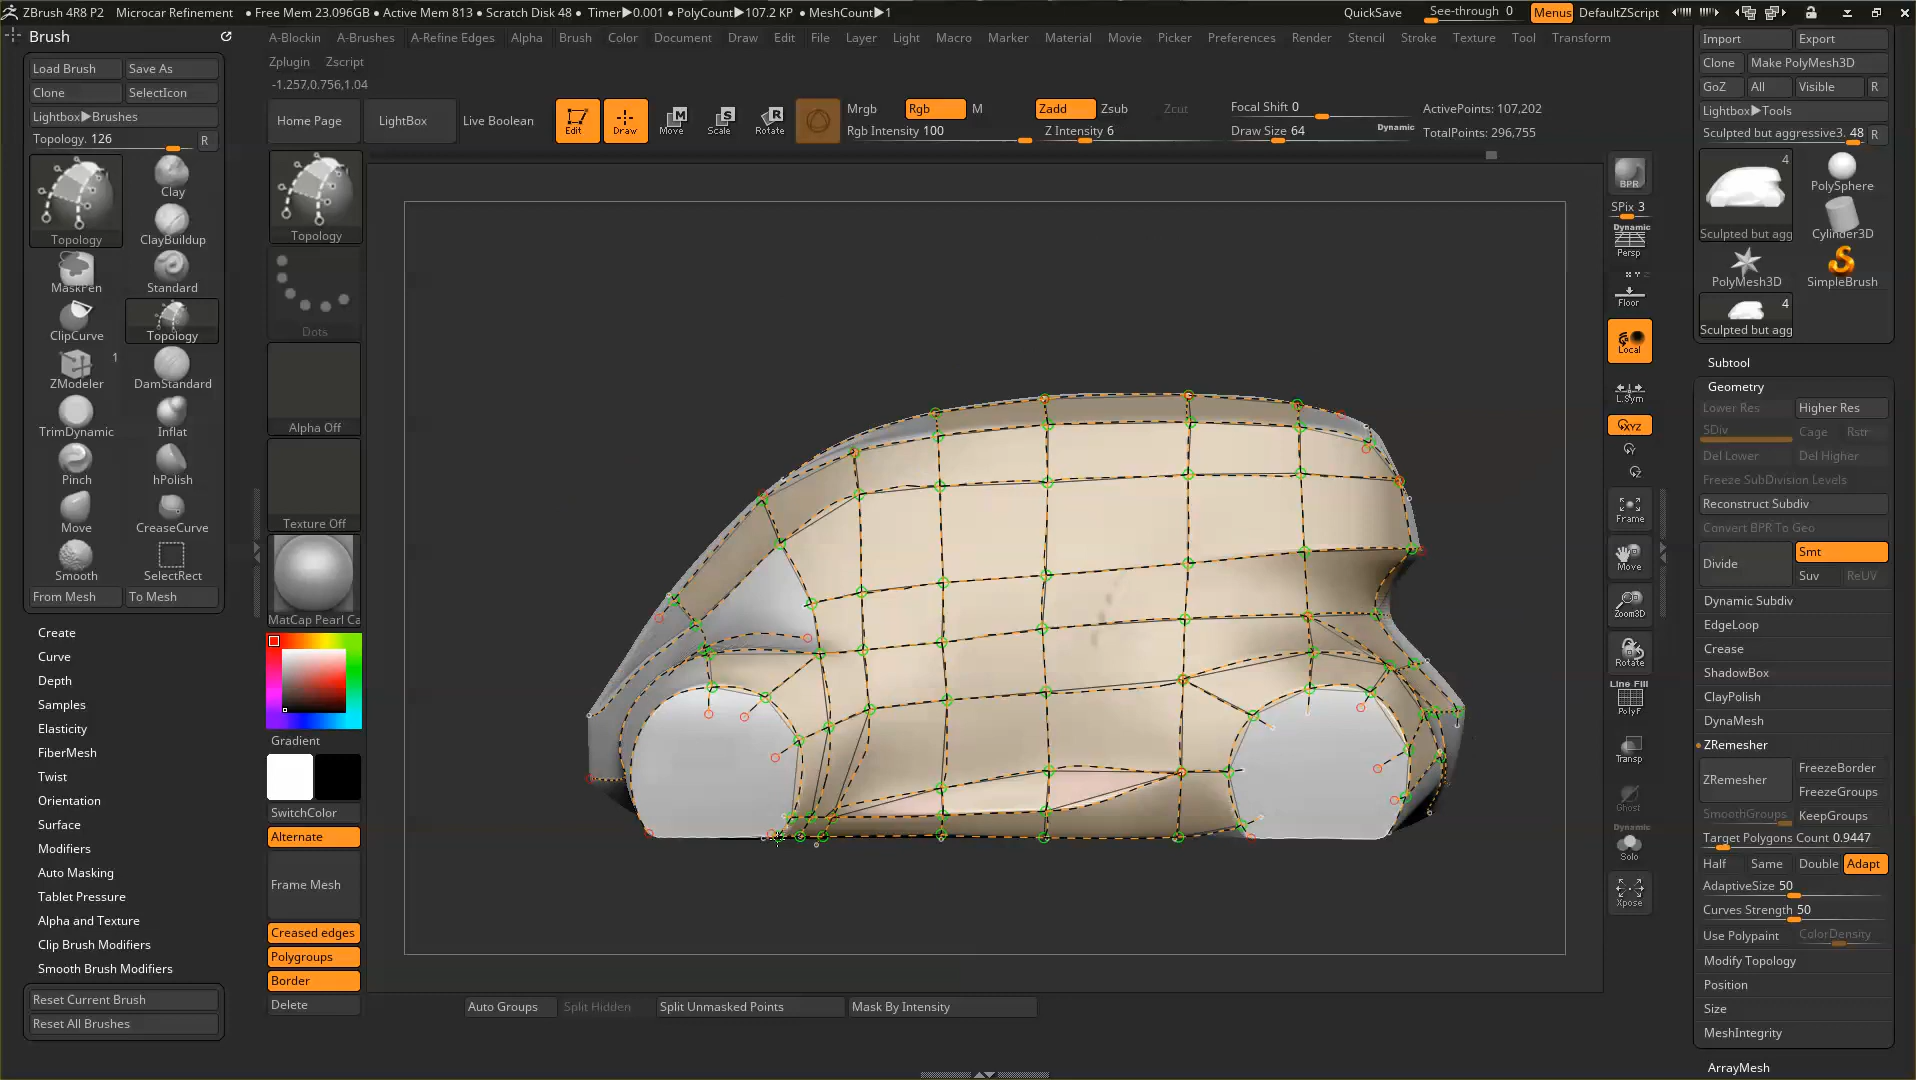 ZBrush 4R8 P2 Microcar Refinement • Free Mem 23.096GB • Active Mem 813 • Scratch Disk 48 • Timer▶0.001 • PolyCount▶107.2 KP • MeshCount▶1 QuickSave See-through 0 Menus DefaultZScript
Brush
A-Blockin A-Brushes A-Refine Edges Alpha Brush Color Document Draw Edit File Layer Light Macro Marker Material Movie Picker Preferences Render Stencil Stroke Texture Tool Transform
Zplugin Zscript
-1.257,0.756,1.04
Load Brush Save As
Clone SelectIcon
Lightbox▶Brushes
Topology. 126 R
Topology
Clay
ClayBuildup
MaskPen Standard
ClipCurve Topology
1
ZModeler DamStandard
TrimDynamic Inflat
Pinch hPolish
Move CreaseCurve
Smooth SelectRect
From Mesh To Mesh
Create
Curve
Depth
Samples
Elasticity
FiberMesh
Twist
Orientation
Surface
Modifiers
Auto Masking
Tablet Pressure
Alpha and Texture
Clip Brush Modifiers
Smooth Brush Modifiers
Reset Current Brush
Reset All Brushes
Home Page LightBox Live Boolean
Edit Draw Move Scale Rotate
Mrgb Rgb M
Rgb Intensity 100
Zadd Zsub Zcut
Z Intensity 6
Focal Shift 0
Draw Size 64 Dynamic
ActivePoints: 107,202
TotalPoints: 296,755
Topology
Dots
Alpha Off
Texture Off
MatCap Pearl Ca
Gradient
SwitchColor
Alternate
Frame Mesh
Creased edges
Polygroups
Border
Delete
Auto Groups Split Hidden Split Unmasked Points Mask By Intensity
BPR
SPix 3
Dynamic
Persp
Floor
Local
L.Sym
XYZ
Frame
Move
Zoom3D
Rotate
Line Fill
PolyF
Transp
Ghost
Dynamic
Solo
Xpose
Import Export
Clone Make PolyMesh3D
GoZ All Visible R
Lightbox▶Tools
Sculpted but aggressive3. 48 R
4
Sculpted but agg
PolySphere
Cylinder3D
PolyMesh3D SimpleBrush
4
Sculpted but agg
Subtool
Geometry
Lower Res Higher Res
SDiv Cage Rstr
Del Lower Del Higher
Freeze SubDivision Levels
Reconstruct Subdiv
Convert BPR To Geo
Divide Smt
Suv ReUV
Dynamic Subdiv
EdgeLoop
Crease
ShadowBox
ClayPolish
DynaMesh
ZRemesher
ZRemesher FreezeBorder
FreezeGroups
SmoothGroups KeepGroups
Target Polygons Count 0.9447
Half Same Double Adapt
AdaptiveSize 50
Curves Strength 50
Use Polypaint ColorDensity
Modify Topology
Position
Size
MeshIntegrity
ArrayMesh